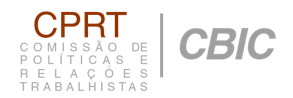 CPRT
COMISSÃO DE
POLÍTICAS E
RELAÇÕES
TRABALHISTAS
CBIC